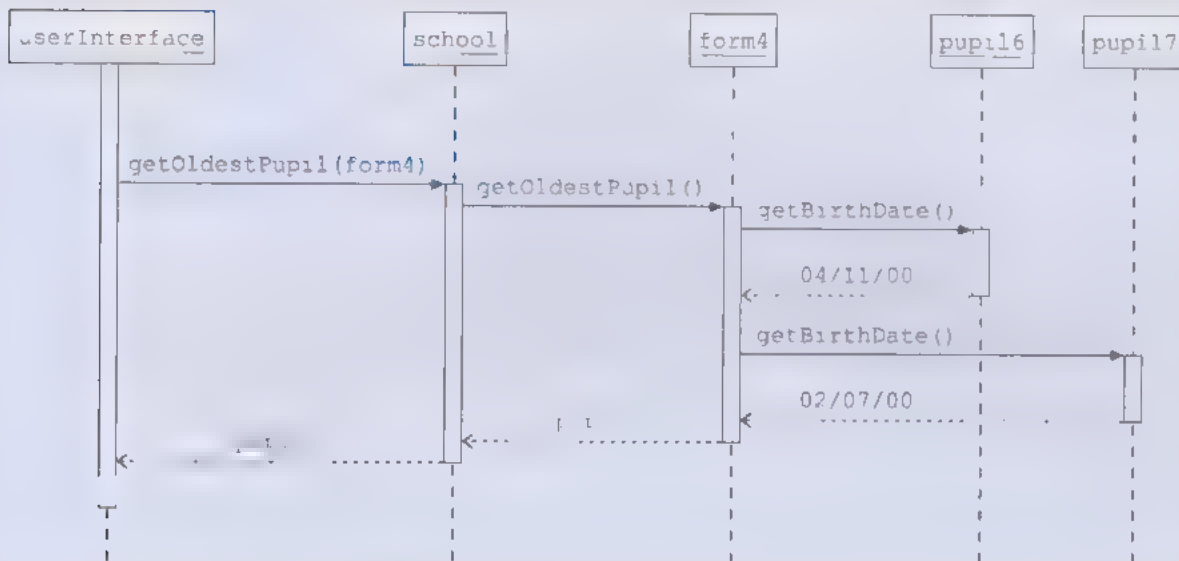 userInterface
school
form4
pupil6
pupil7
getOldestPupil(form4)
getOldestPupil()
getBirthDate()
04/11/00
getBirthDate()
02/07/00